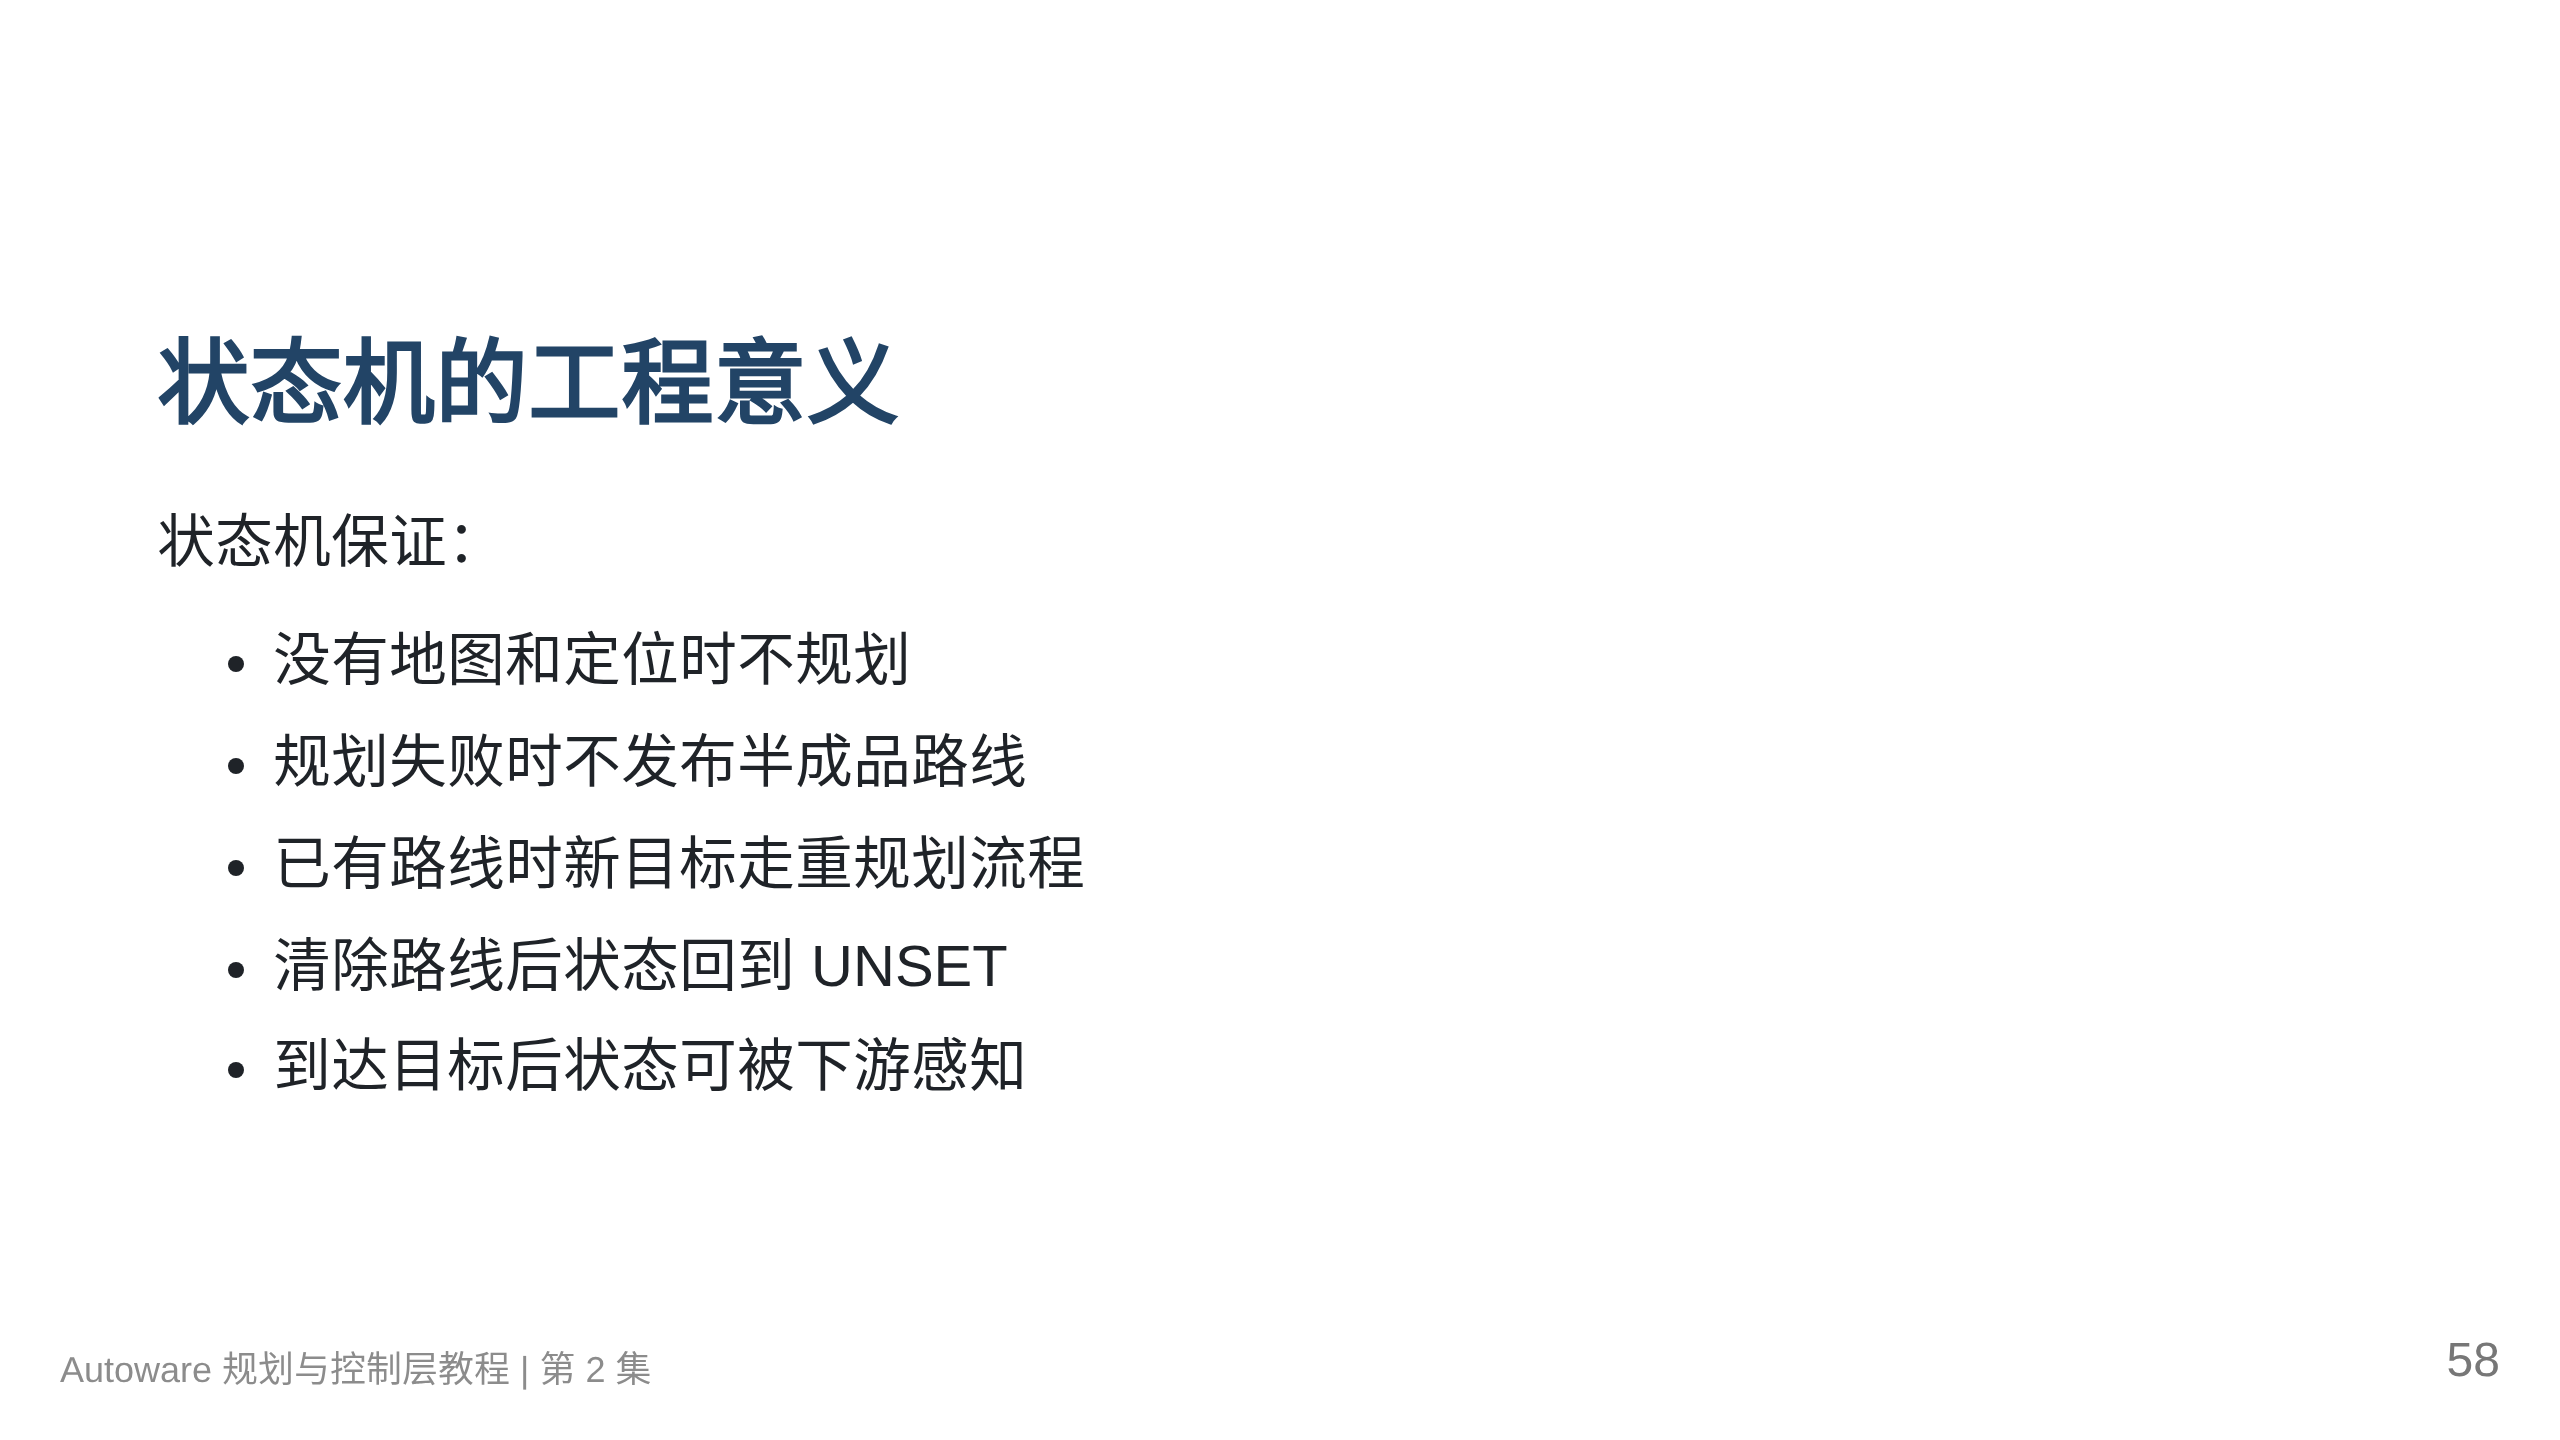 状态机的工程意义
状态机保证：
• 没有地图和定位时不规划
• 规划失败时不发布半成品路线
• 已有路线时新目标走重规划流程
• 清除路线后状态回到 UNSET
• 到达目标后状态可被下游感知
Autoware 规划与控制层教程 | 第 2 集
58